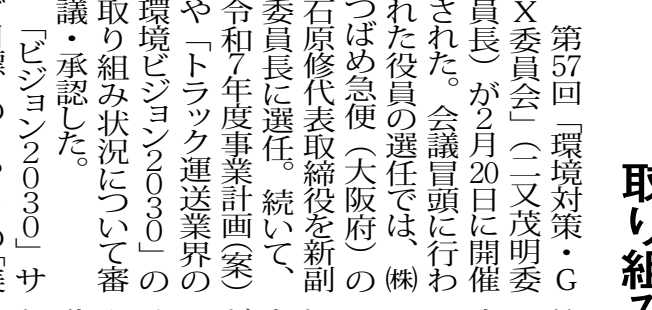 取り組み
第57回「環境対策・G
X委員会」（二又茂明委
員長）が2月20日に開催
された。会議冒頭に行わ
れた役員の選任では、㈱
つばめ急便（大阪府）の
石原修代表取締役を新副
委員長に選任。続いて、
令和7年度事業計画（案）
や「トラック運送業界の
環境ビジョン2030」の
取り組み状況について審
議・承認した。
「ビジョン2030」サ